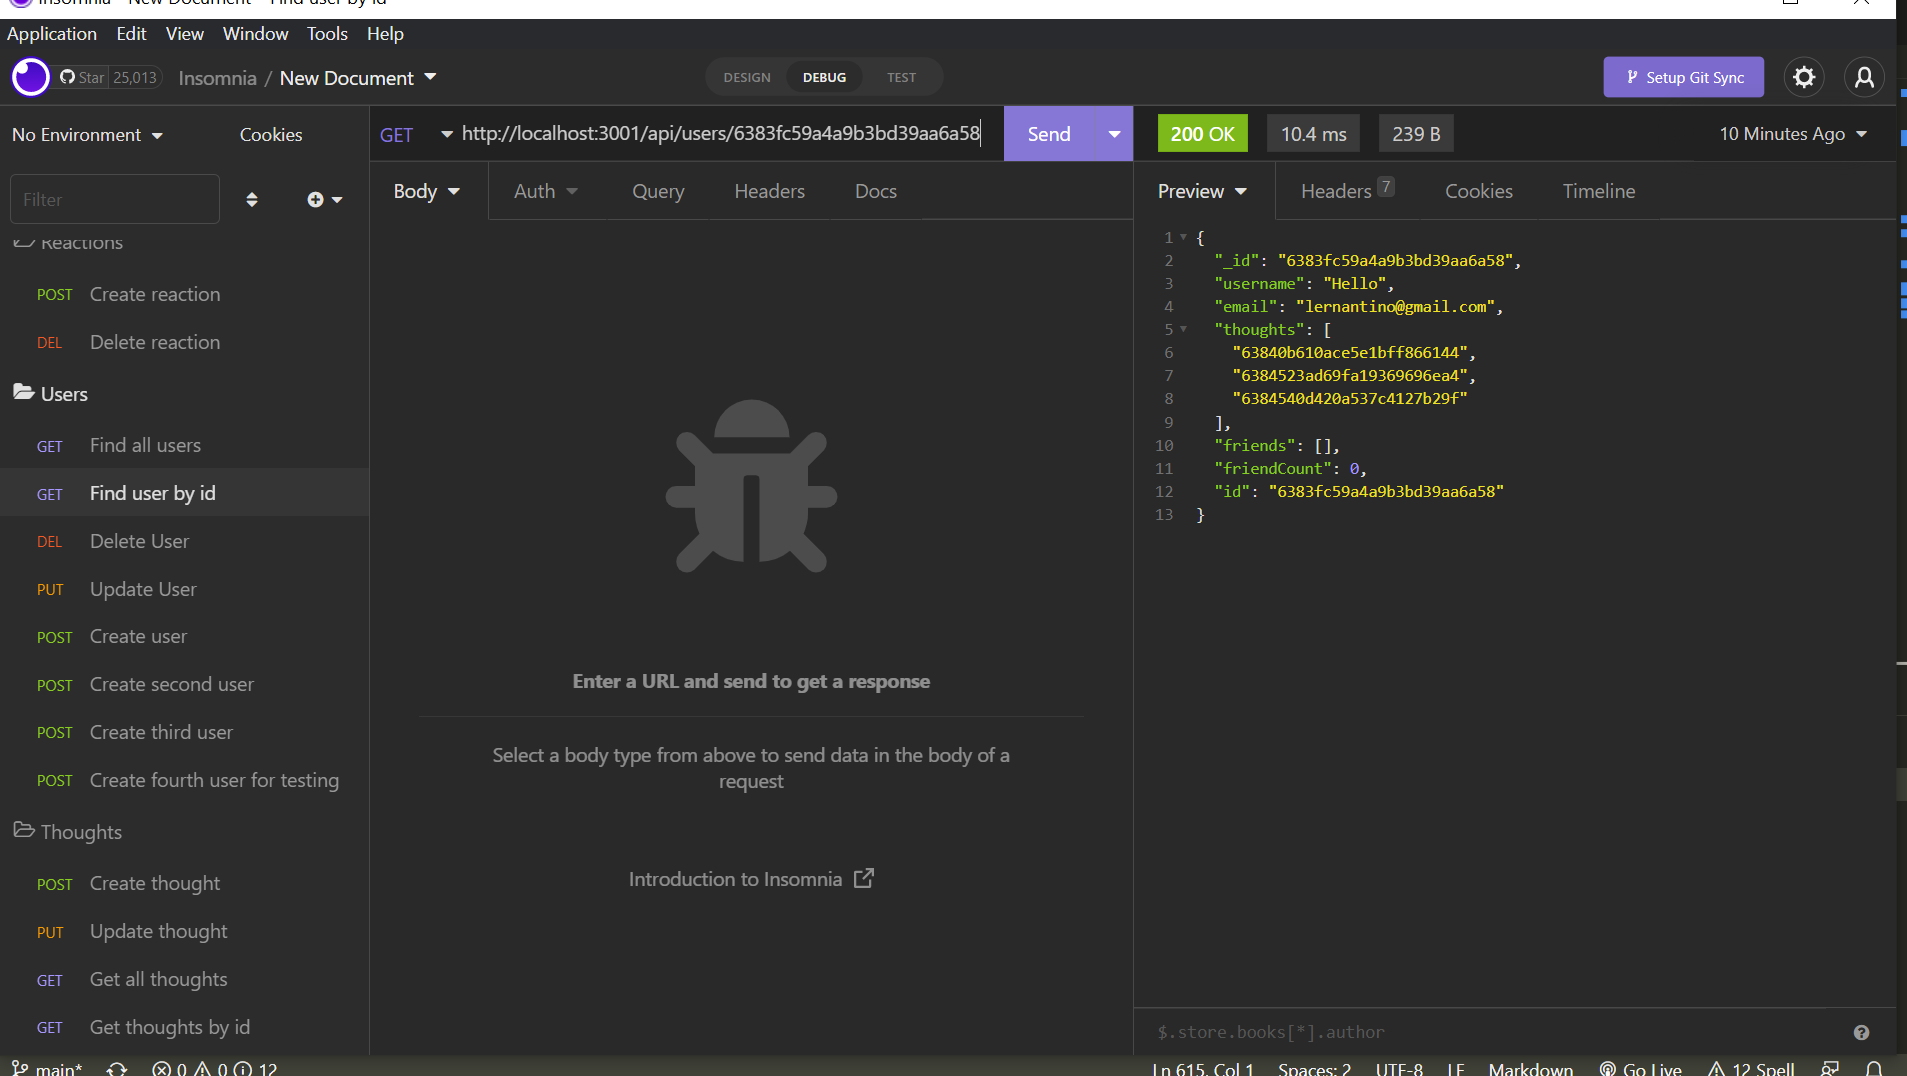 Insomnia - New Document - Find user by id
Application Edit View Window Tools Help
Star 25,013 Insomnia / New Document DESIGN DEBUG TEST Setup Git Sync
No Environment Cookies
GET http://localhost:3001/api/users/6383fc59a4a9b3bd39aa6a58 Send
200 OK 10.4 ms 239 B 10 Minutes Ago
Filter
Body Auth Query Headers Docs
Preview Headers 7 Cookies Timeline
Reactions
POST Create reaction
DEL Delete reaction
Users
GET Find all users
GET Find user by id
DEL Delete User
PUT Update User
POST Create user
POST Create second user
POST Create third user
POST Create fourth user for testing
Thoughts
POST Create thought
PUT Update thought
GET Get all thoughts
GET Get thoughts by id
Enter a URL and send to get a response
Select a body type from above to send data in the body of a
request
Introduction to Insomnia
1 {
2 "_id": "6383fc59a4a9b3bd39aa6a58",
3 "username": "Hello",
4 "email": "lernantino@gmail.com",
5 "thoughts": [
6 "63840b610ace5e1bff866144",
7 "6384523ad69fa19369696ea4",
8 "6384540d420a537c4127b29f"
9 ],
10 "friends": [],
11 "friendCount": 0,
12 "id": "6383fc59a4a9b3bd39aa6a58"
13 }
$.store.books[*].author
main* 0 0 12 Ln 615, Col 1 Spaces: 2 UTF-8 LF Markdown Go Live 12 Spell